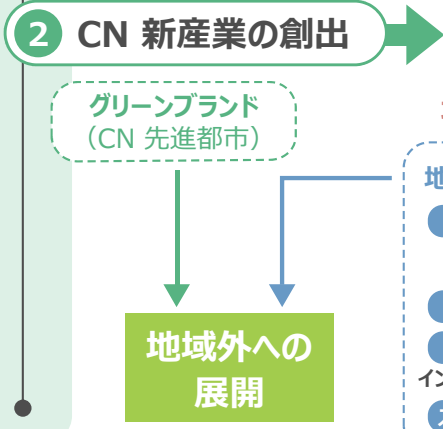 2 CN 新産業の創出
グリーンブランド
（CN 先進都市）
地
イン
地域外への
展開